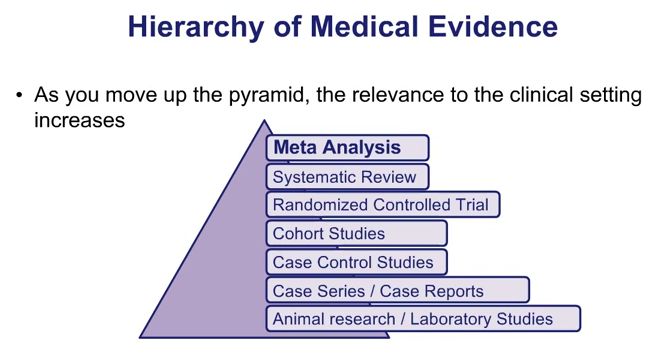 Hierarchy of Medical Evidence
• As you move up the pyramid, the relevance to the clinical setting
increases
Meta Analysis
Systematic Review
Randomized Controlled Trial
Cohort Studies
Case Control Studies
Case Series / Case Reports
Animal research / Laboratory Studies